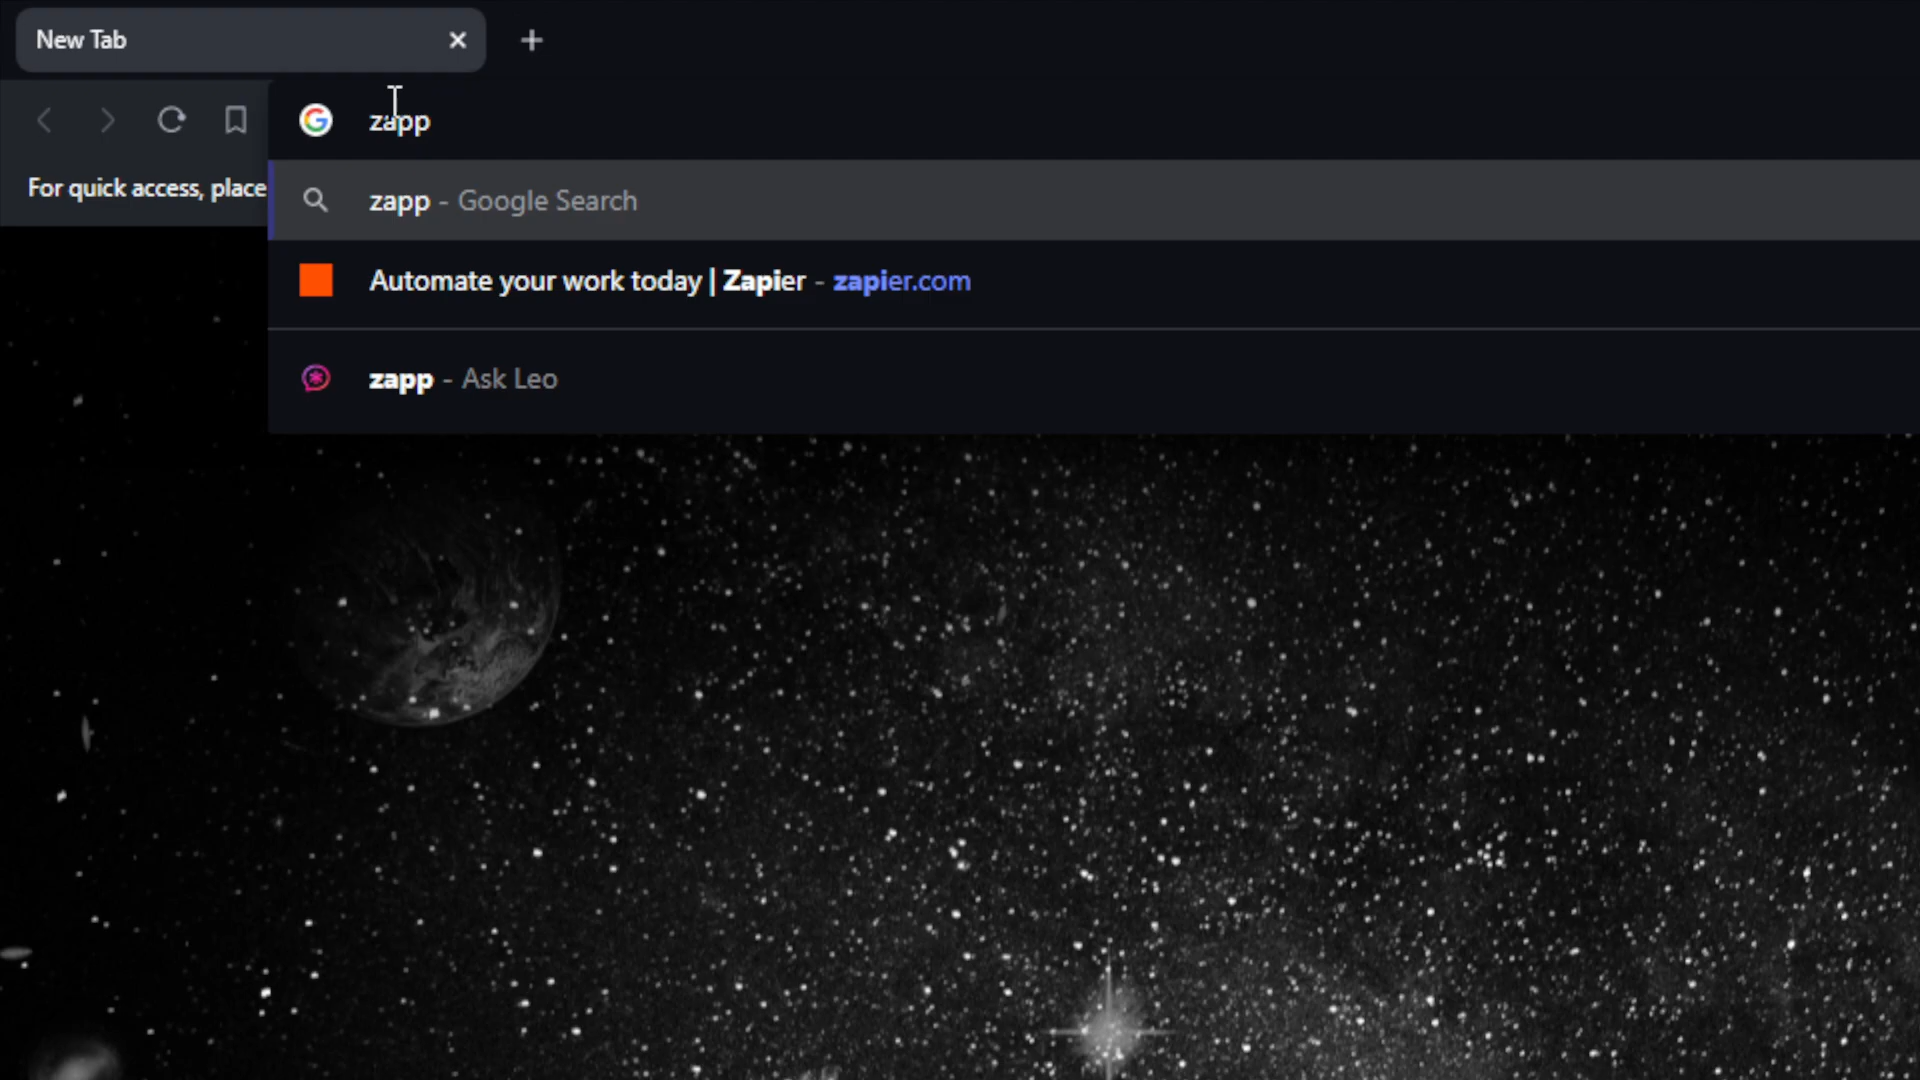 New Tab
zapp
For quick access, place
zapp - Google Search
Automate your work today | Zapier - zapier.com
zapp - Ask Leo